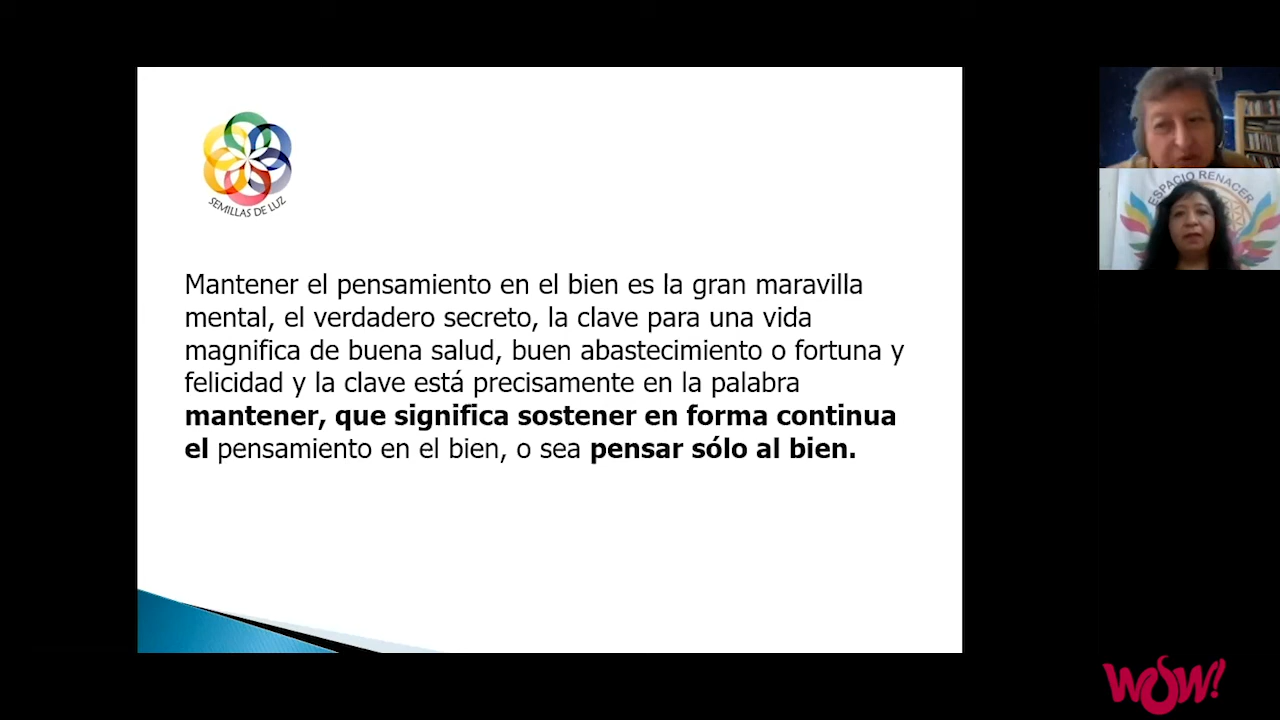 SEMILLAS DE LUZ
Mantener el pensamiento en el bien es la gran maravilla
mental, el verdadero secreto, la clave para una vida
magnifica de buena salud, buen abastecimiento o fortuna y
felicidad y la clave está precisamente en la palabra
mantener, que significa sostener en forma continua
el pensamiento en el bien, o sea pensar sólo al bien.
ESPACIO RENACER
WOW!